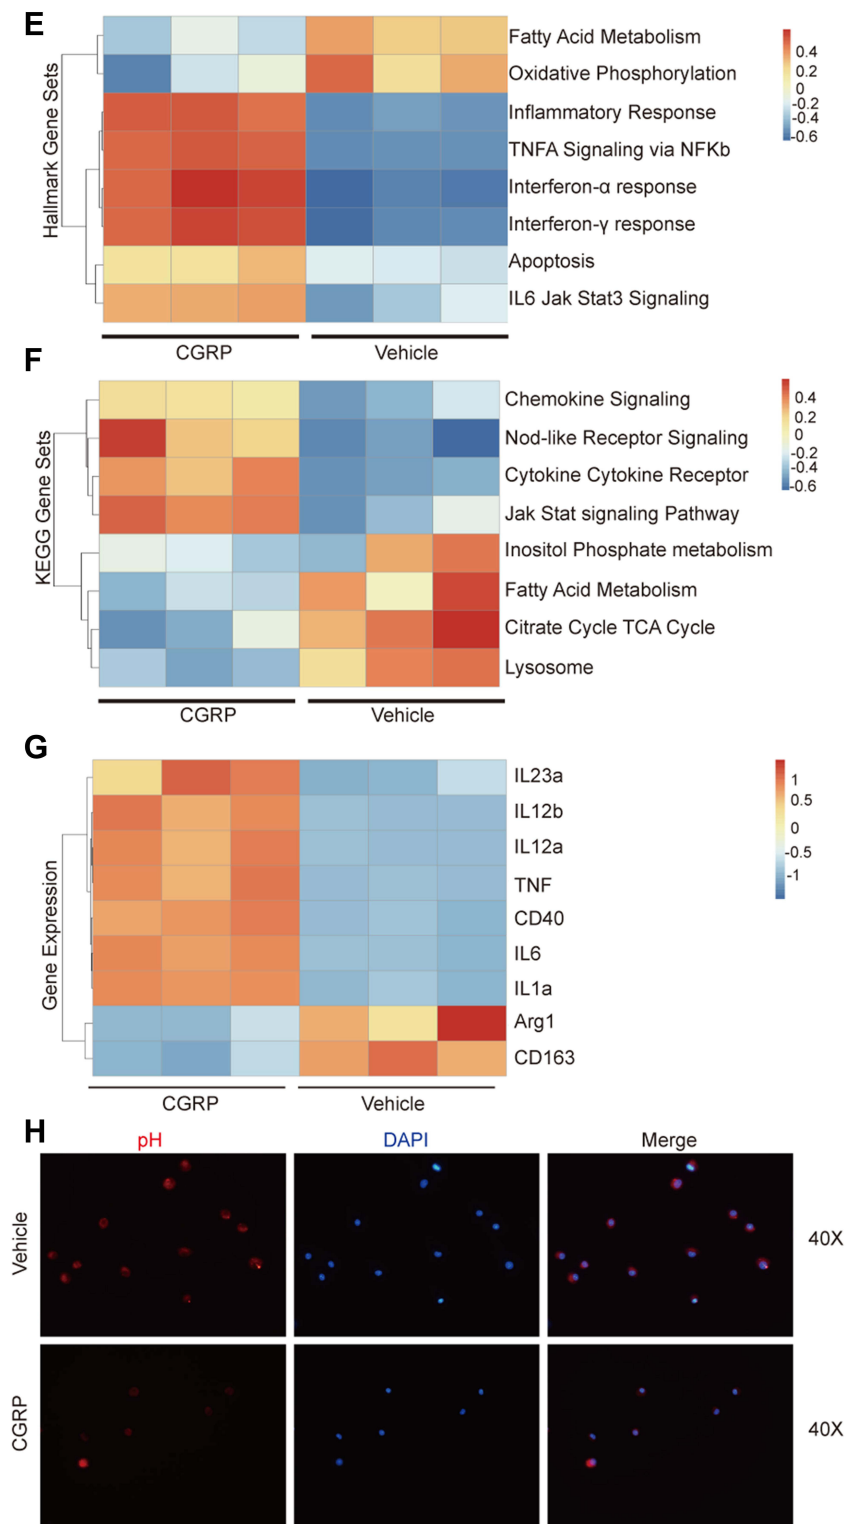 E
Hallmark Gene Sets
Fatty Acid Metabolism
Oxidative Phosphorylation
Inflammatory Response
TNFA Signaling via NFKb
Interferon-α response
Interferon-γ response
Apoptosis
IL6 Jak Stat3 Signaling
0.4
0.2
0
-0.2
-0.4
-0.6
CGRP
Vehicle
F
KEGG Gene Sets
Chemokine Signaling
Nod-like Receptor Signaling
Cytokine Cytokine Receptor
Jak Stat signaling Pathway
Inositol Phosphate metabolism
Fatty Acid Metabolism
Citrate Cycle TCA Cycle
Lysosome
0.4
0.2
0
-0.2
-0.4
-0.6
CGRP
Vehicle
G
Gene Expression
IL23a
IL12b
IL12a
TNF
CD40
IL6
IL1a
Arg1
CD163
1
0.5
0
-0.5
-1
CGRP
Vehicle
H
pH
DAPI
Merge
Vehicle
40X
CGRP
40X